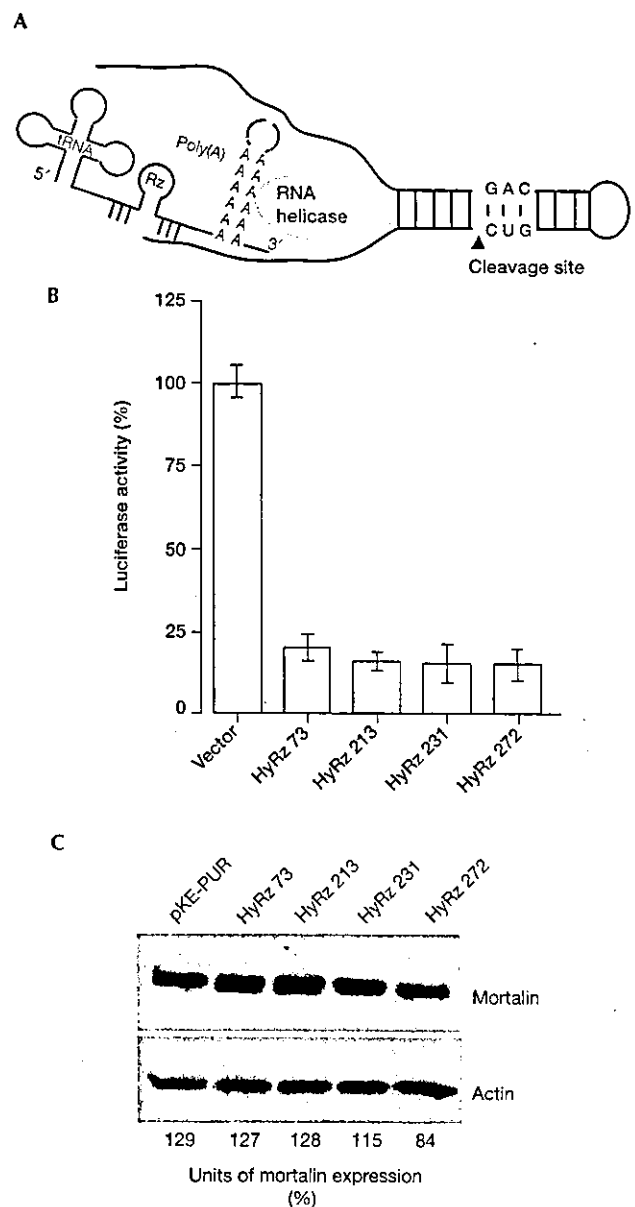 A
tRNA
5′
Rz
Poly(A)
A A A A A A A A A A
RNA
helicase
3′
GAC
CUG
Cleavage site
B
Luciferase activity (%)
125
100
75
50
25
0
Vector
HyRz 73
HyRz 213
HyRz 231
HyRz 272
C
pKE-PUR
HyRz 73
HyRz 213
HyRz 231
HyRz 272
Mortalin
Actin
129 127 128 115 84
Units of mortalin expression
(%)